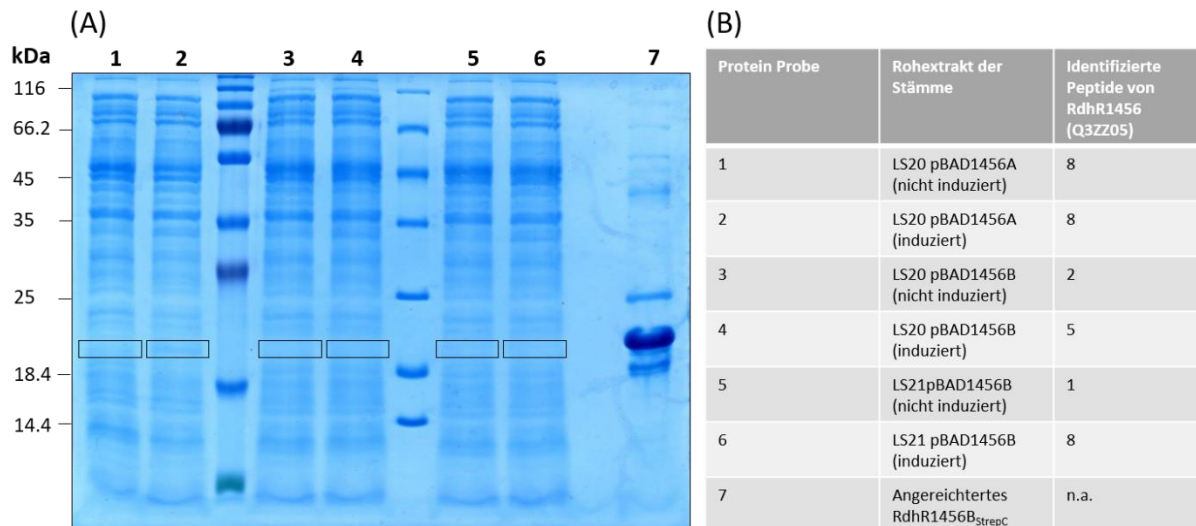 (A)
kDa
1 2 3 4 5 6 7
116
66.2
45
35
25
18.4
14.4
(B)
Protein Probe
Rohextrakt der
Stämme
Identifizierte
Peptide von
RdhR1456
(Q3ZZ05)
1
LS20 pBAD1456A
(nicht induziert)
8
2
LS20 pBAD1456A
(induziert)
8
3
LS20 pBAD1456B
(nicht induziert)
2
4
LS20 pBAD1456B
(induziert)
5
5
LS21pBAD1456B
(nicht induziert)
1
6
LS21 pBAD1456B
(induziert)
8
7
Angereichtertes
RdhR1456BStrepC
n.a.